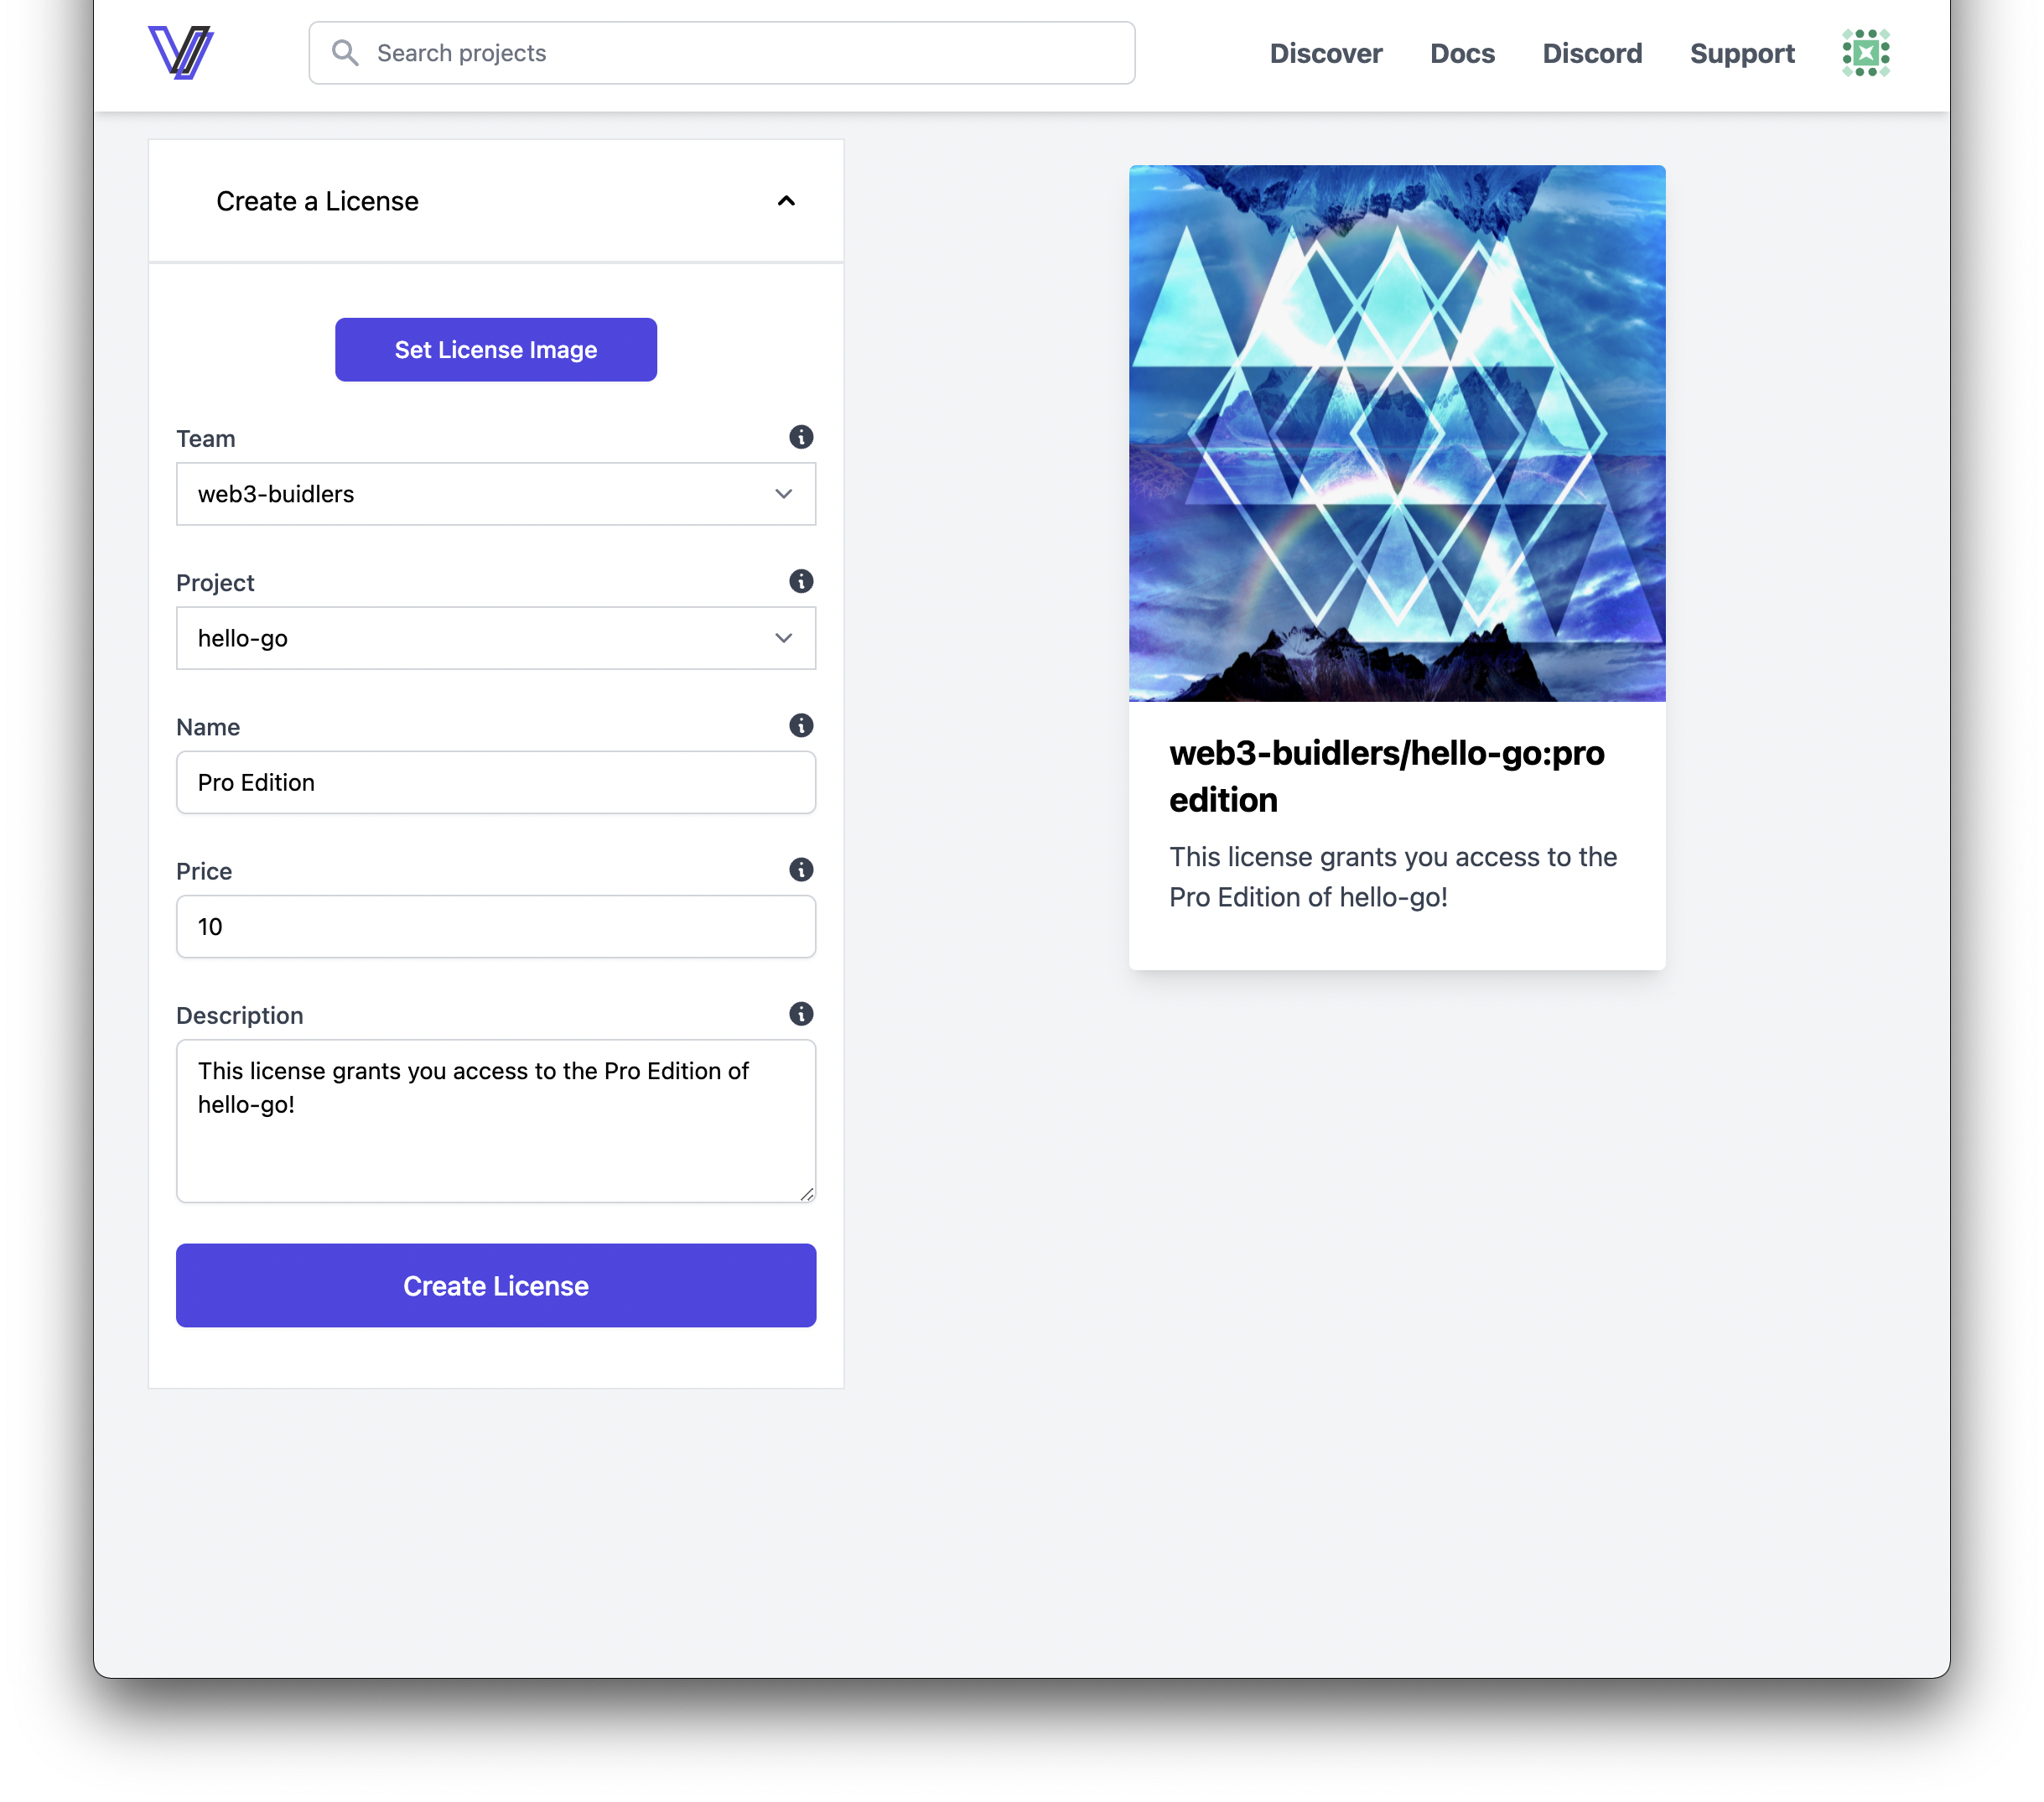 Search projects
Discover
Docs
Discord
Support
Create a License
Set License Image
Team
web3-buidlers
Project
hello-go
Name
Pro Edition
Price
10
Description
This license grants you access to the Pro Edition of
hello-go!
Create License
web3-buidlers/hello-go:pro
edition
This license grants you access to the
Pro Edition of hello-go!